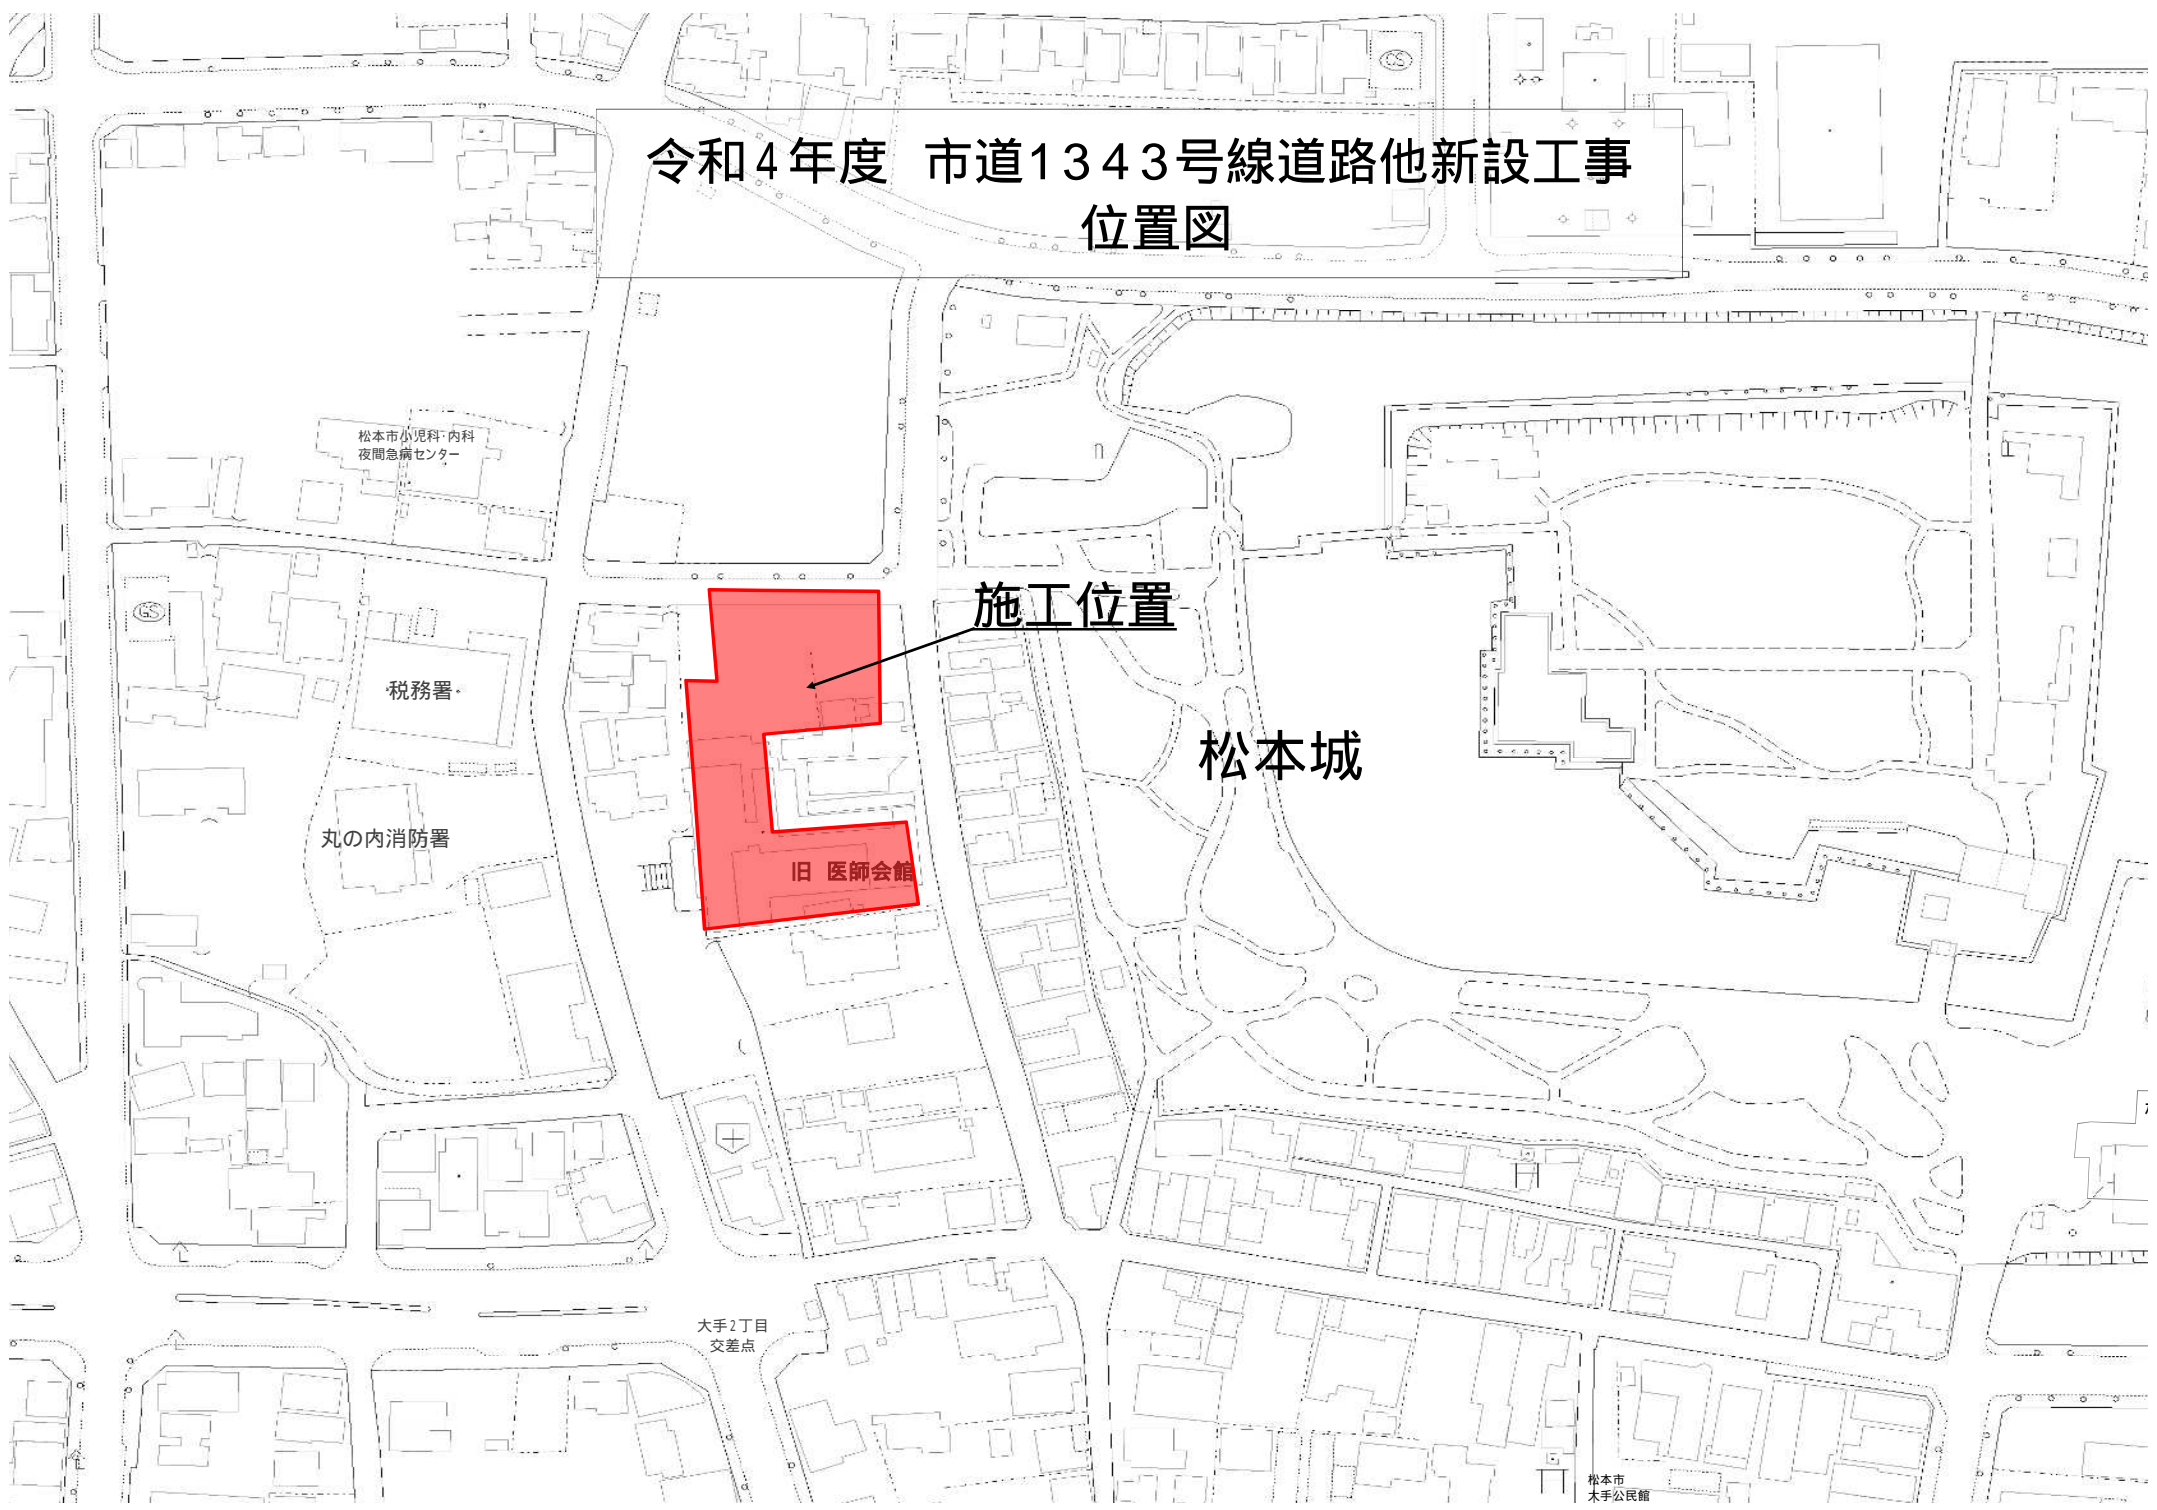 令和4年度 市道1343号線道路他新設工事
位置図
松本市小児科・内科
夜間急病センター
施工位置
GS
GS
税務署
松本城
丸の内消防署
旧 医師会館
大手2丁目
交差点
松本市
大手公民館